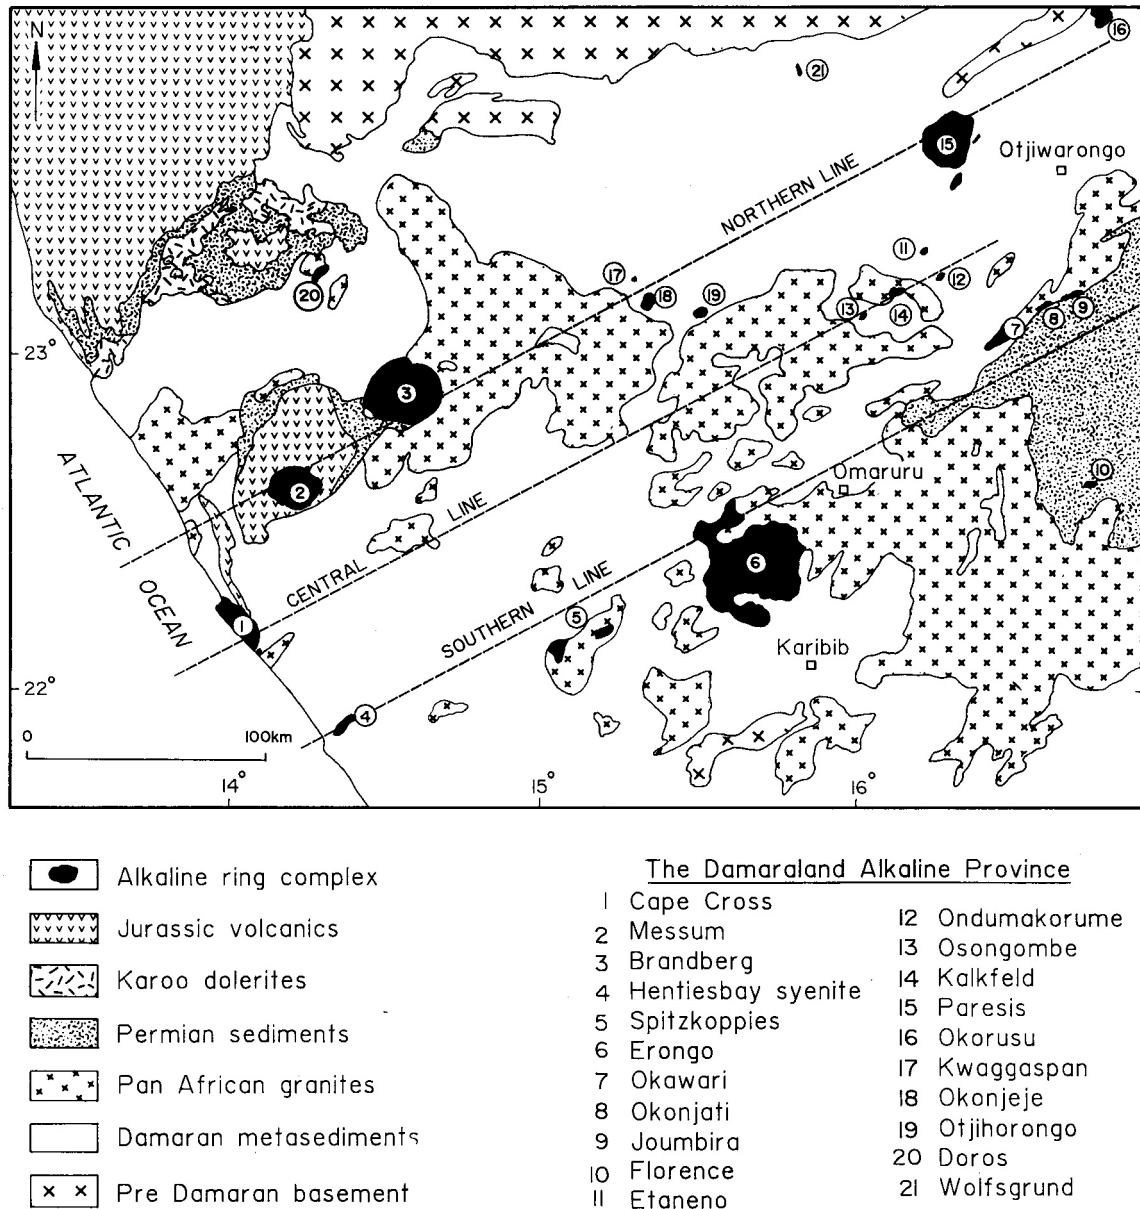 N
16
21
15
Otjiwarongo
NORTHERN LINE
11
12
17
18
19
20
13
14
7
8
9
23°
3
ATLANTIC OCEAN
2
Omaruru
10
CENTRAL LINE
6
1
SOUTHERN LINE
5
Karibib
22°
4
0 100km
14° 15° 16°
Alkaline ring complex
Jurassic volcanics
Karoo dolerites
Permian sediments
Pan African granites
Damaran metasediments
Pre Damaran basement
The Damaraland Alkaline Province
1 Cape Cross
2 Messum
3 Brandberg
4 Hentiesbay syenite
5 Spitzkoppies
6 Erongo
7 Okawari
8 Okonjati
9 Joumbira
10 Florence
11 Etaneno
12 Ondumakorume
13 Osongombe
14 Kalkfeld
15 Paresis
16 Okorusu
17 Kwaggaspan
18 Okonjeje
19 Otjihorongo
20 Doros
21 Wolfsgrund